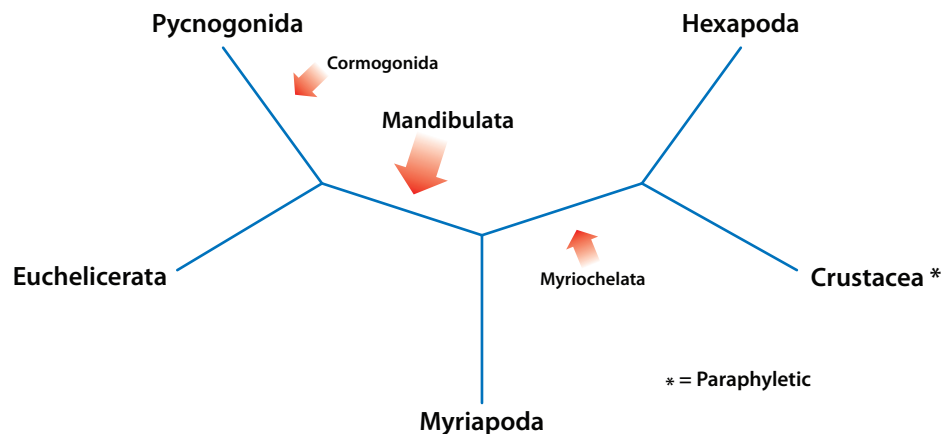 Pycnogonida
Hexapoda
Cormogonida
Mandibulata
Euchelicerata
Myriochelata
Crustacea *
* = Paraphyletic
Myriapoda